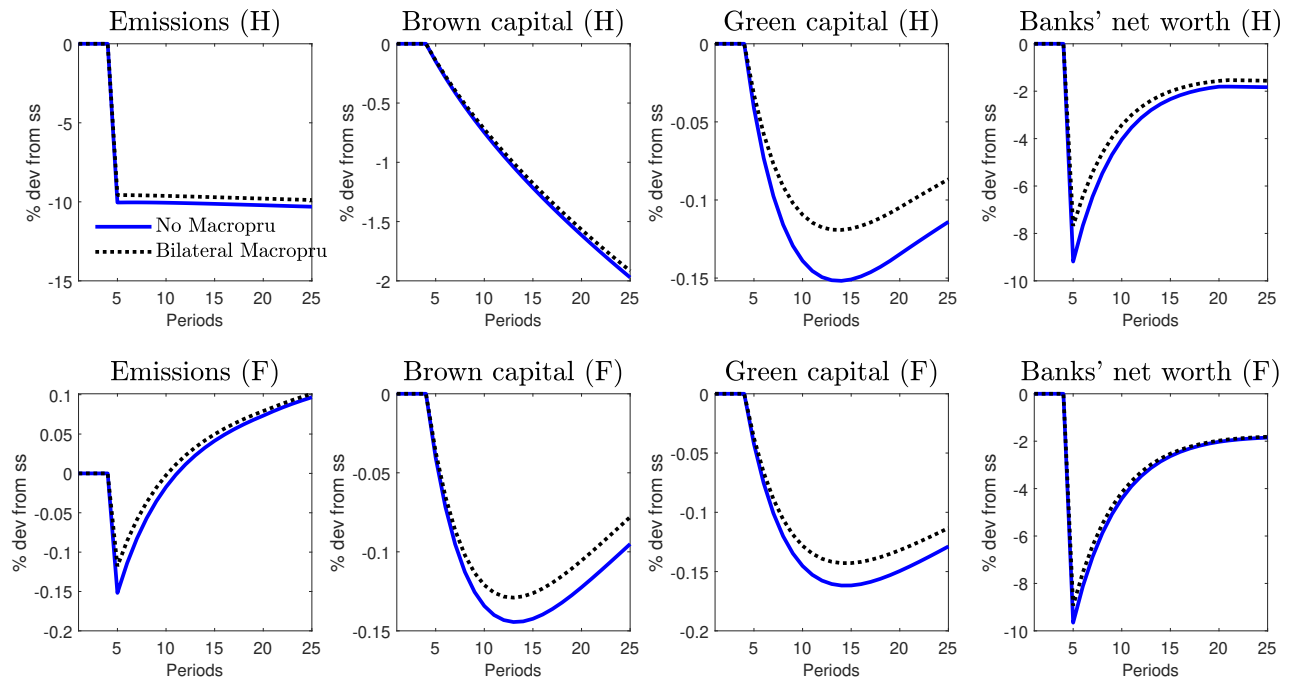 Emissions (H)
% dev from ss
0
-5
-10
-15
No Macropru
Bilateral Macropru
5 10 15 20 25
Periods
Brown capital (H)
% dev from ss
0
-0.5
-1
-1.5
-2
5 10 15 20 25
Periods
Green capital (H)
% dev from ss
0
-0.05
-0.1
-0.15
5 10 15 20 25
Periods
Banks' net worth (H)
% dev from ss
0
-2
-4
-6
-8
-10
5 10 15 20 25
Periods
Emissions (F)
% dev from ss
0.1
0.05
0
-0.05
-0.1
-0.15
-0.2
5 10 15 20 25
Periods
Brown capital (F)
% dev from ss
0
-0.05
-0.1
-0.15
5 10 15 20 25
Periods
Green capital (F)
% dev from ss
0
-0.05
-0.1
-0.15
-0.2
5 10 15 20 25
Periods
Banks' net worth (F)
% dev from ss
0
-2
-4
-6
-8
-10
5 10 15 20 25
Periods